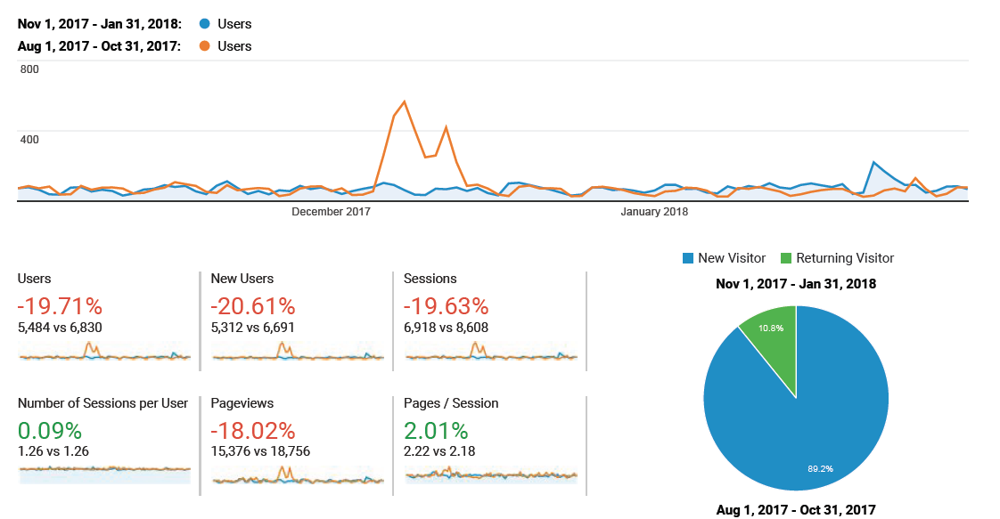 Nov 1, 2017 - Jan 31, 2018: Users
Aug 1, 2017 - Oct 31, 2017: Users
800
400
December 2017 January 2018
Users
-19.71%
5,484 vs 6,830
New Users
-20.61%
5,312 vs 6,691
Sessions
-19.63%
6,918 vs 8,608
Number of Sessions per User
0.09%
1.26 vs 1.26
Pageviews
-18.02%
15,376 vs 18,756
Pages / Session
2.01%
2.22 vs 2.18
New Visitor Returning Visitor
Nov 1, 2017 - Jan 31, 2018
10.8%
89.2%
Aug 1, 2017 - Oct 31, 2017